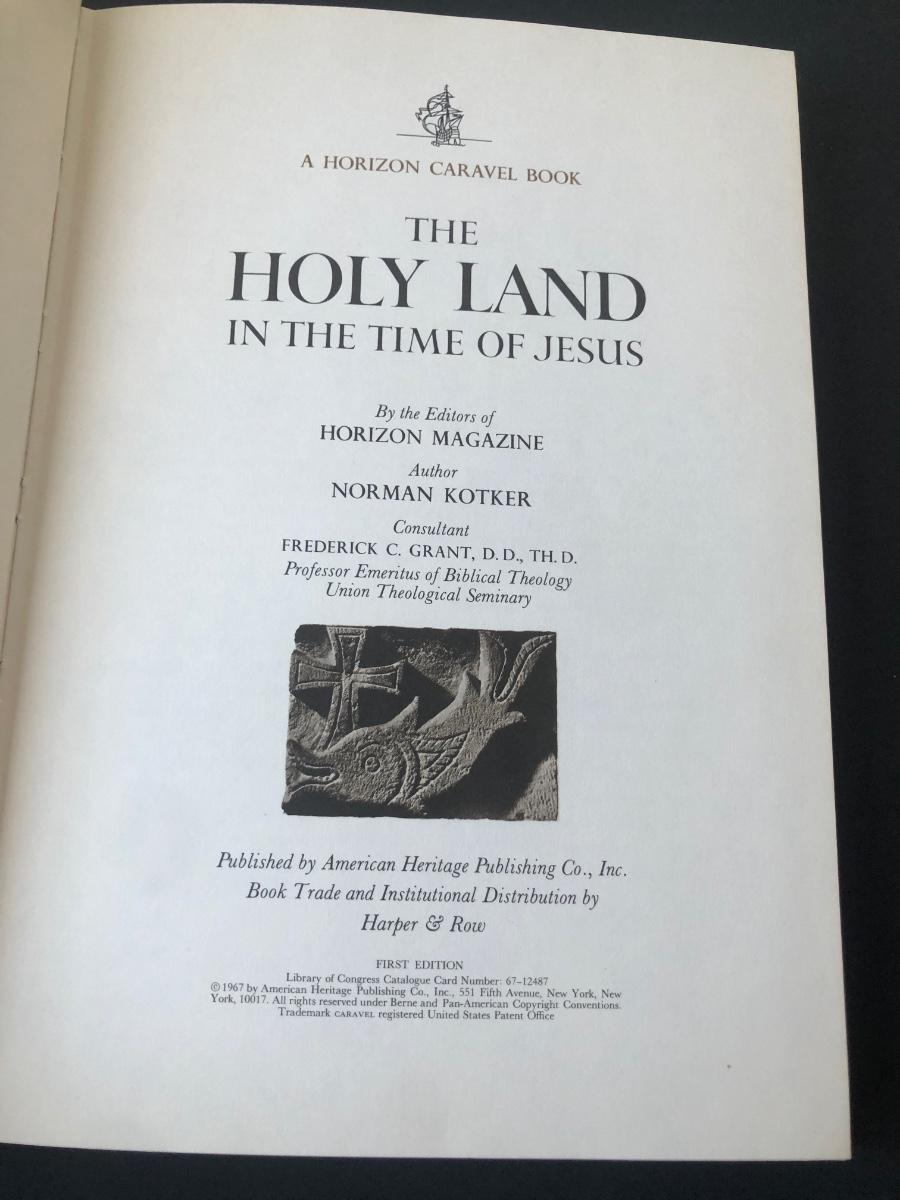 A HORIZON CARAVEL BOOK
THE
HOLY LAND
IN THE TIME OF JESUS
By the Editors of
HORIZON MAGAZINE
Author
NORMAN KOTKER
Consultant
FREDERICK C. GRANT, D.D., TH.D.
Professor Emeritus of Biblical Theology
Union Theological Seminary
Published by American Heritage Publishing Co., Inc.
Book Trade and Institutional Distribution by
Harper & Row
FIRST EDITION
Library of Congress Catalogue Card Number: 67–12487
©1967 by American Heritage Publishing Co., Inc., 551 Fifth Avenue, New York, New
York, 10017. All rights reserved under Berne and Pan-American Copyright Conventions.
Trademark CARAVEL registered United States Patent Office